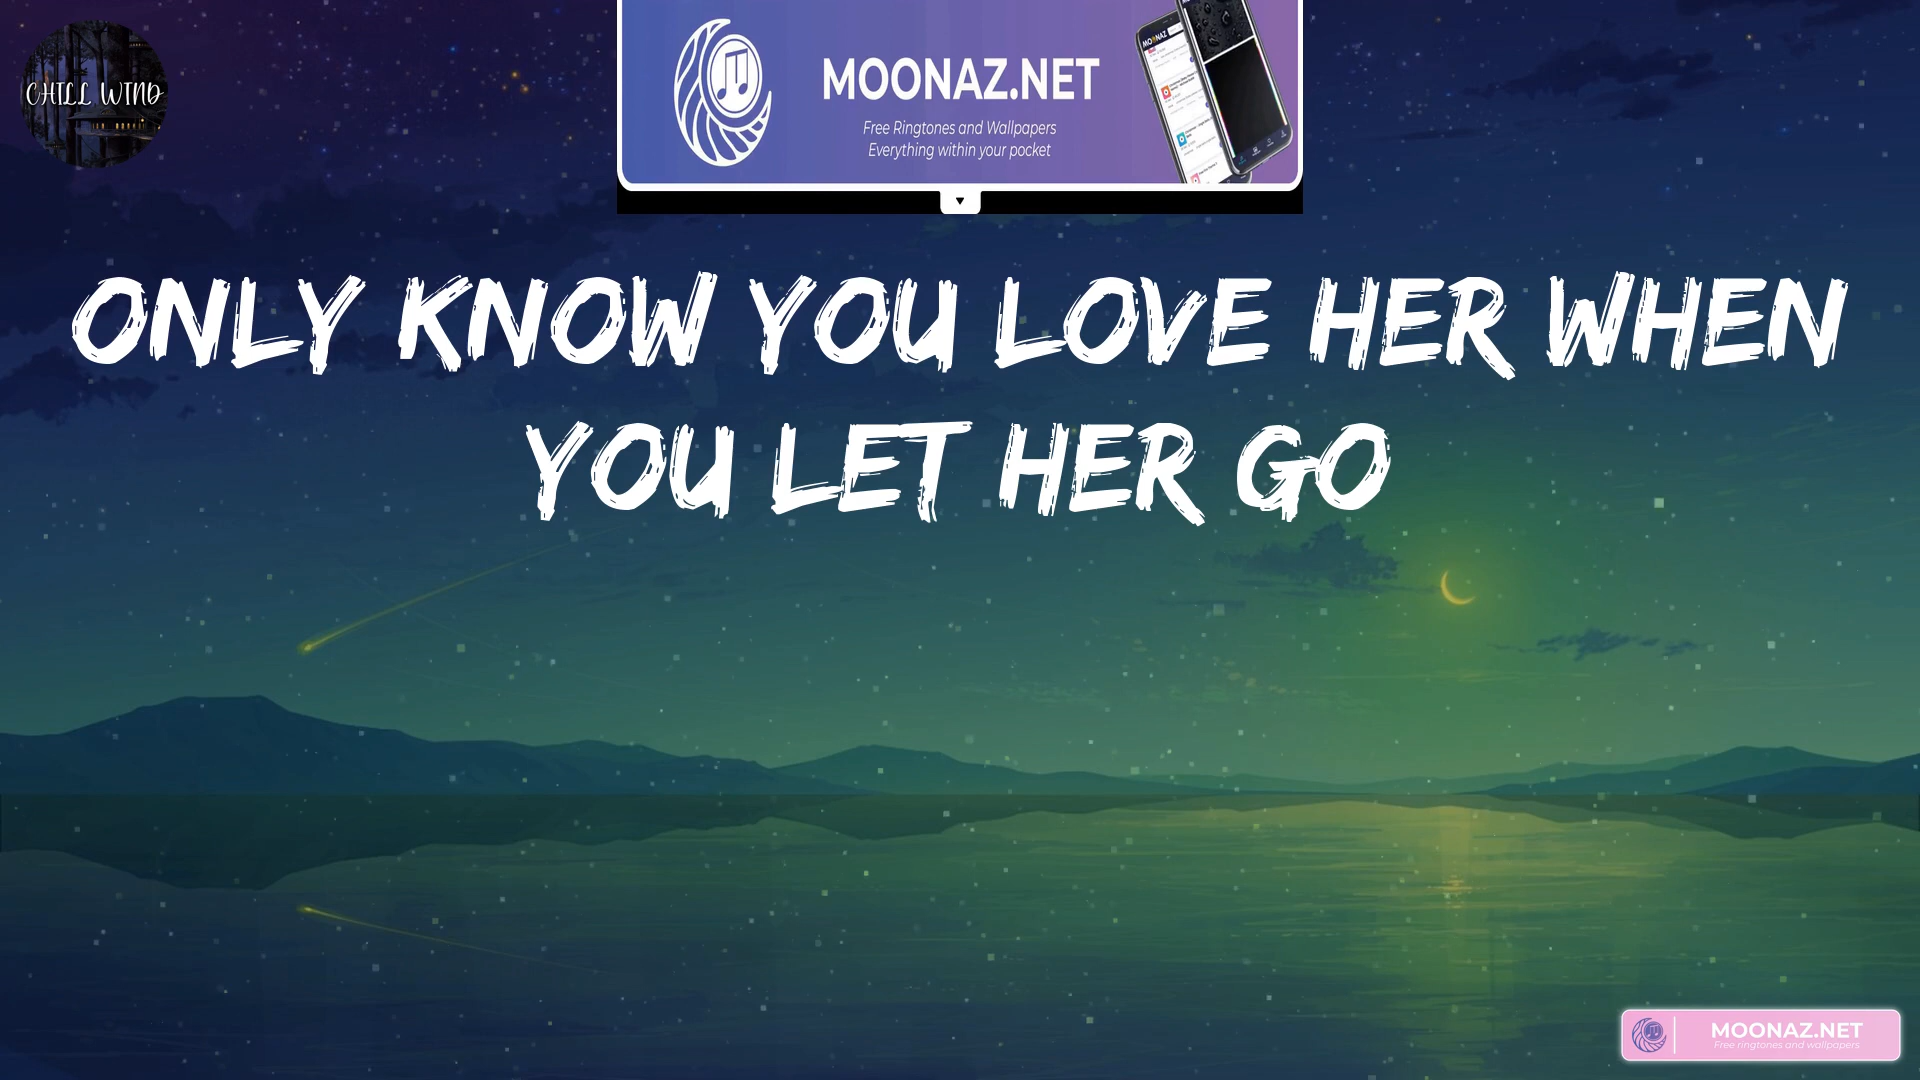 CHILL WIND
MOONAZ.NET
Free Ringtones and Wallpapers
Everything within your pocket
ONLY KNOW YOU LOVE HER WHEN
YOU LET HER GO
MOONAZ.NET
Free ringtones and wallpapers